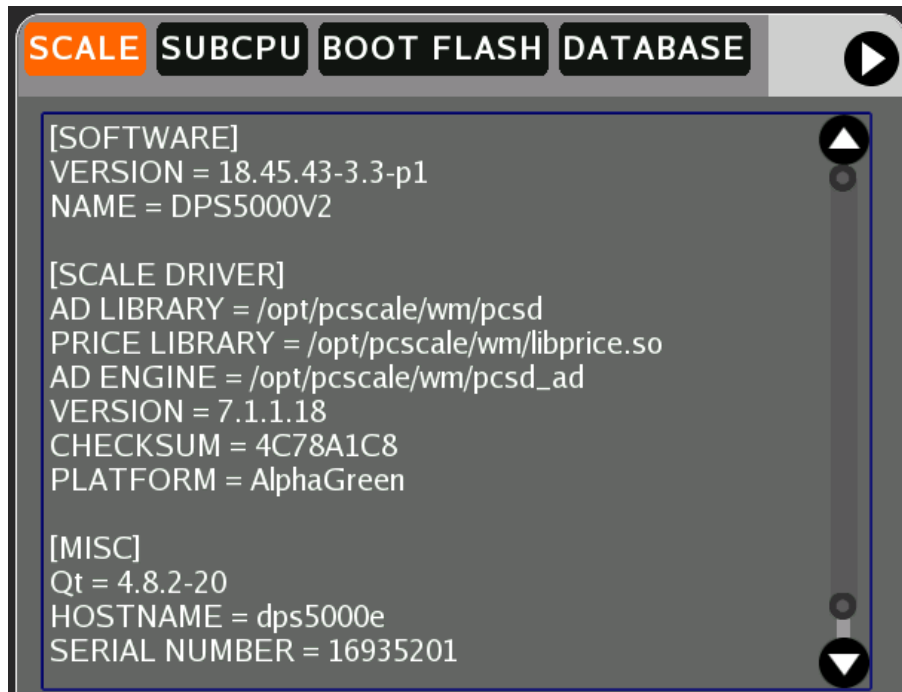 SCALE SUBCPU BOOT FLASH DATABASE
[SOFTWARE]
VERSION = 18.45.43-3.3-p1
NAME = DPS5000V2
[SCALE DRIVER]
AD LIBRARY = /opt/pcscale/wm/pcsd
PRICE LIBRARY = /opt/pcscale/wm/libprice.so
AD ENGINE = /opt/pcscale/wm/pcsd_ad
VERSION = 7.1.1.18
CHECKSUM = 4C78A1C8
PLATFORM = AlphaGreen
[MISC]
Qt = 4.8.2-20
HOSTNAME = dps5000e
SERIAL NUMBER = 16935201